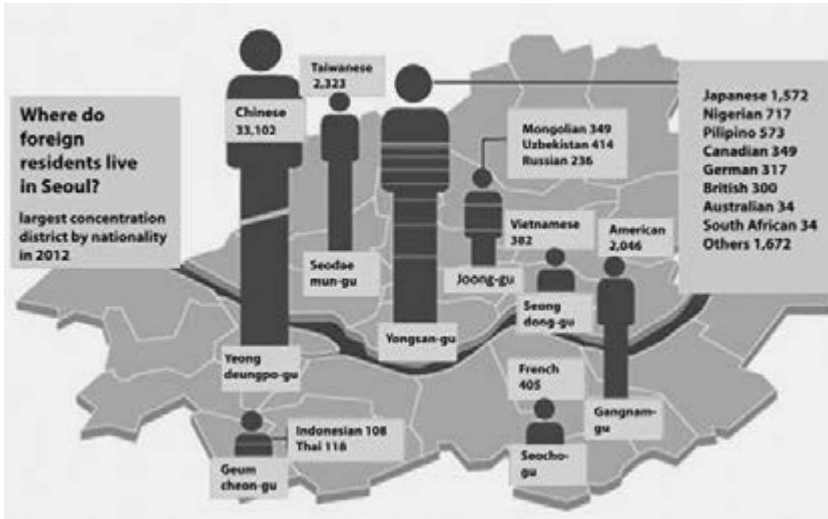 Where do
foreign
residents live
in Seoul?
largest concentration
district by nationality
in 2012
Chinese
33,102
Taiwanese
2,323
Mongolian 349
Uzbekistan 414
Russian 236
Japanese 1,572
Nigerian 717
Pilipino 573
Canadian 349
German 317
British 300
Australian 34
South African 34
Others 1,672
Vietnamese
382
American
2,046
Seodae
mun-gu
Joong-gu
Seong
dong-gu
Yongsan-gu
Yeong
deungpo-gu
French
405
Gangnam-
gu
Indonesian 108
Thai 118
Geum
cheon-gu
Seocho-
gu